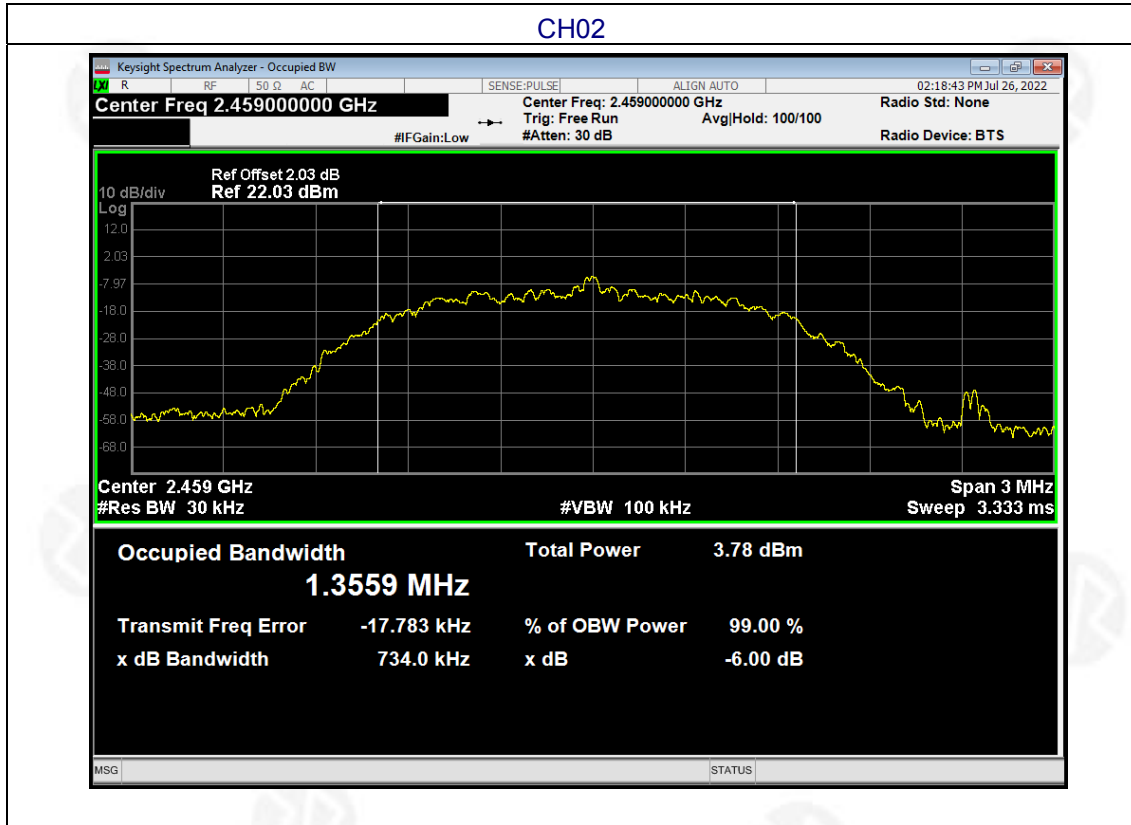 CH02
Keysight Spectrum Analyzer - Occupied BW
LXI R RF 50 Ω AC SENSE:PULSE ALIGN AUTO 02:18:43 PM Jul 26, 2022
Center Freq 2.459000000 GHz Center Freq: 2.459000000 GHz Radio Std: None
Trig: Free Run Avg|Hold: 100/100
#IFGain:Low #Atten: 30 dB Radio Device: BTS
Ref Offset 2.03 dB
10 dB/div Ref 22.03 dBm
Log
12.0
2.03
-7.97
-18.0
-28.0
-38.0
-48.0
-58.0
-68.0
Center 2.459 GHz Span 3 MHz
#Res BW 30 kHz #VBW 100 kHz Sweep 3.333 ms
Occupied Bandwidth Total Power 3.78 dBm
1.3559 MHz
Transmit Freq Error -17.783 kHz % of OBW Power 99.00 %
x dB Bandwidth 734.0 kHz x dB -6.00 dB
MSG STATUS